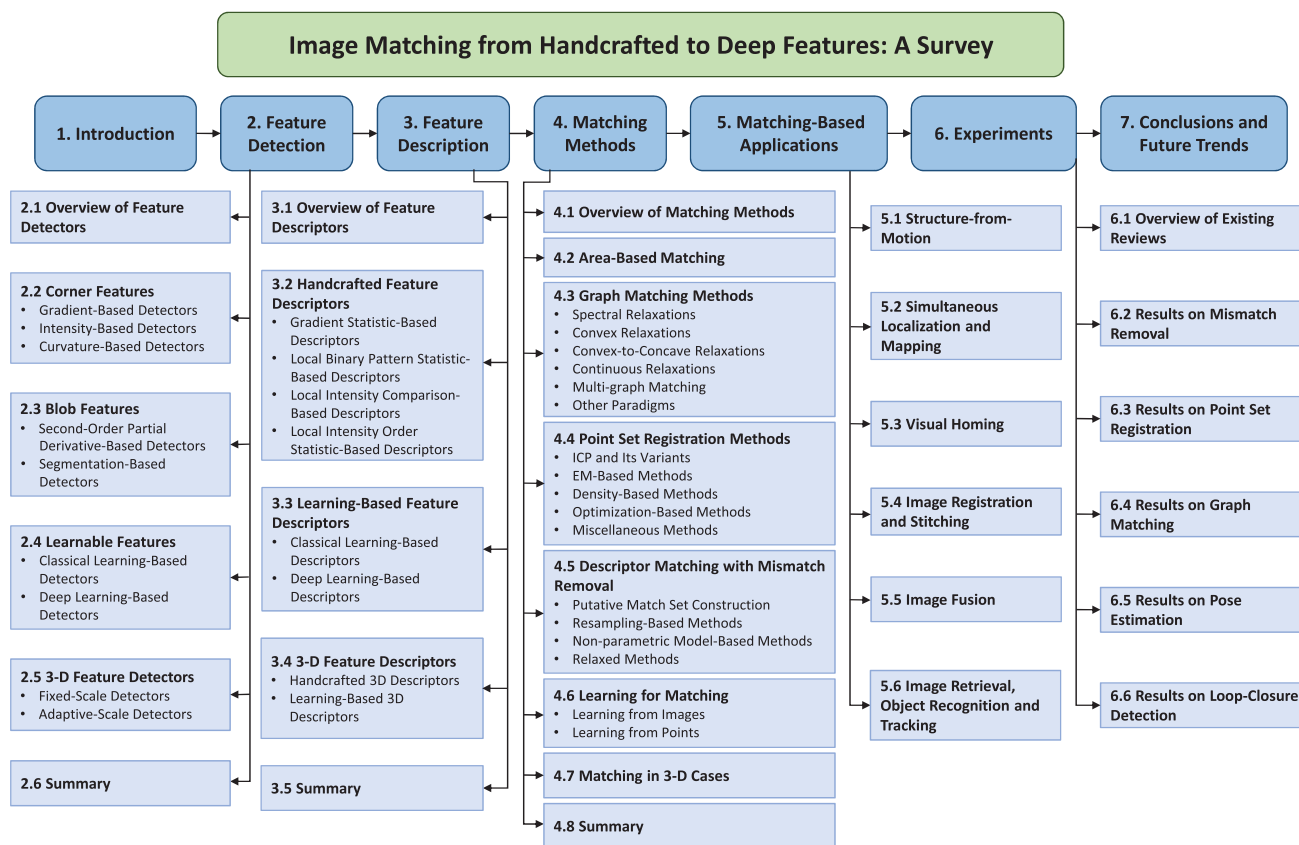 Image Matching from Handcrafted to Deep Features: A Survey
1. Introduction
2. Feature
Detection
3. Feature
Description
4. Matching
Methods
5. Matching-Based
Applications
6. Experiments
7. Conclusions and
Future Trends
2.1 Overview of Feature
Detectors
2.2 Corner Features
• Gradient-Based Detectors
• Intensity-Based Detectors
• Curvature-Based Detectors
2.3 Blob Features
• Second-Order Partial
Derivative-Based Detectors
• Segmentation-Based
Detectors
2.4 Learnable Features
• Classical Learning-Based
Detectors
• Deep Learning-Based
Detectors
2.5 3-D Feature Detectors
• Fixed-Scale Detectors
• Adaptive-Scale Detectors
2.6 Summary
3.1 Overview of Feature
Descriptors
3.2 Handcrafted Feature
Descriptors
• Gradient Statistic-Based
Descriptors
• Local Binary Pattern Statistic-
Based Descriptors
• Local Intensity Comparison-
Based Descriptors
• Local Intensity Order
Statistic-Based Descriptors
3.3 Learning-Based Feature
Descriptors
• Classical Learning-Based
Descriptors
• Deep Learning-Based
Descriptors
3.4 3-D Feature Descriptors
• Handcrafted 3D Descriptors
• Learning-Based 3D
Descriptors
3.5 Summary
4.1 Overview of Matching Methods
4.2 Area-Based Matching
4.3 Graph Matching Methods
• Spectral Relaxations
• Convex Relaxations
• Convex-to-Concave Relaxations
• Continuous Relaxations
• Multi-graph Matching
• Other Paradigms
4.4 Point Set Registration Methods
• ICP and Its Variants
• EM-Based Methods
• Density-Based Methods
• Optimization-Based Methods
• Miscellaneous Methods
4.5 Descriptor Matching with Mismatch
Removal
• Putative Match Set Construction
• Resampling-Based Methods
• Non-parametric Model-Based Methods
• Relaxed Methods
4.6 Learning for Matching
• Learning from Images
• Learning from Points
4.7 Matching in 3-D Cases
4.8 Summary
5.1 Structure-from-
Motion
5.2 Simultaneous
Localization and
Mapping
5.3 Visual Homing
5.4 Image Registration
and Stitching
5.5 Image Fusion
5.6 Image Retrieval,
Object Recognition and
Tracking
6.1 Overview of Existing
Reviews
6.2 Results on Mismatch
Removal
6.3 Results on Point Set
Registration
6.4 Results on Graph
Matching
6.5 Results on Pose
Estimation
6.6 Results on Loop-Closure
Detection